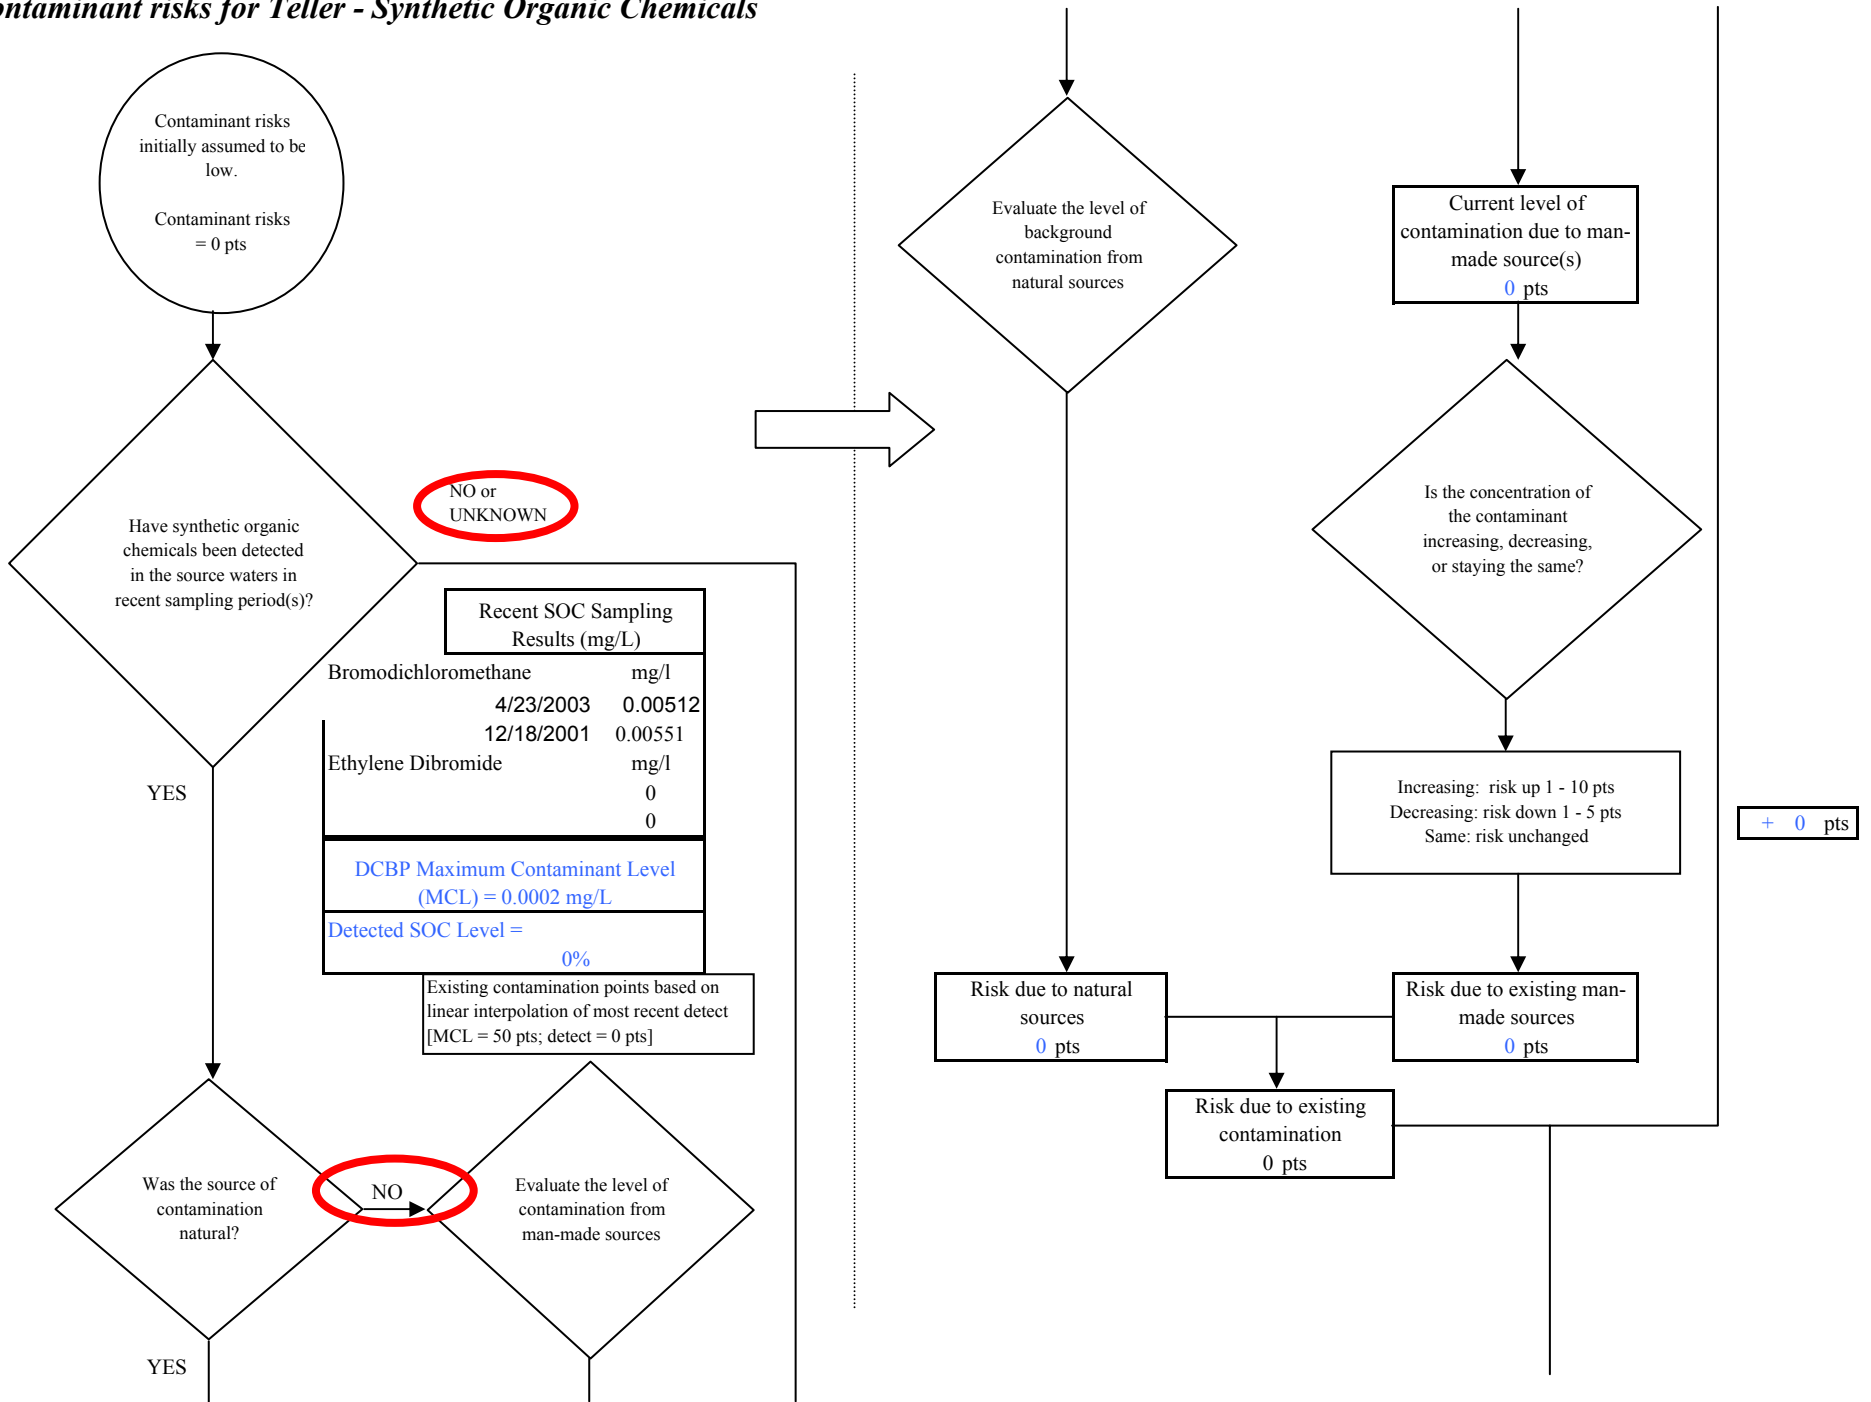 ontaminant risks for Teller - Synthetic Organic Chemicals
Contaminant risks
initially assumed to be
low.
Contaminant risks
= 0 pts
Have synthetic organic
chemicals been detected
in the source waters in
recent sampling period(s)?
NO or
UNKNOWN
YES
Recent SOC Sampling
Results (mg/L)
Bromodichloromethane mg/l
4/23/2003 0.00512
12/18/2001 0.00551
Ethylene Dibromide mg/l
0
0
DCBP Maximum Contaminant Level
(MCL) = 0.0002 mg/L
Detected SOC Level =
0%
Existing contamination points based on
linear interpolation of most recent detect
[MCL = 50 pts; detect = 0 pts]
Was the source of
contamination
natural?
NO
Evaluate the level of
contamination from
man-made sources
YES
Evaluate the level of
background
contamination from
natural sources
Current level of
contamination due to man-
made source(s)
0 pts
Is the concentration of
the contaminant
increasing, decreasing,
or staying the same?
Increasing: risk up 1 - 10 pts
Decreasing: risk down 1 - 5 pts
Same: risk unchanged
+ 0 pts
Risk due to natural
sources
0 pts
Risk due to existing man-
made sources
0 pts
Risk due to existing
contamination
0 pts